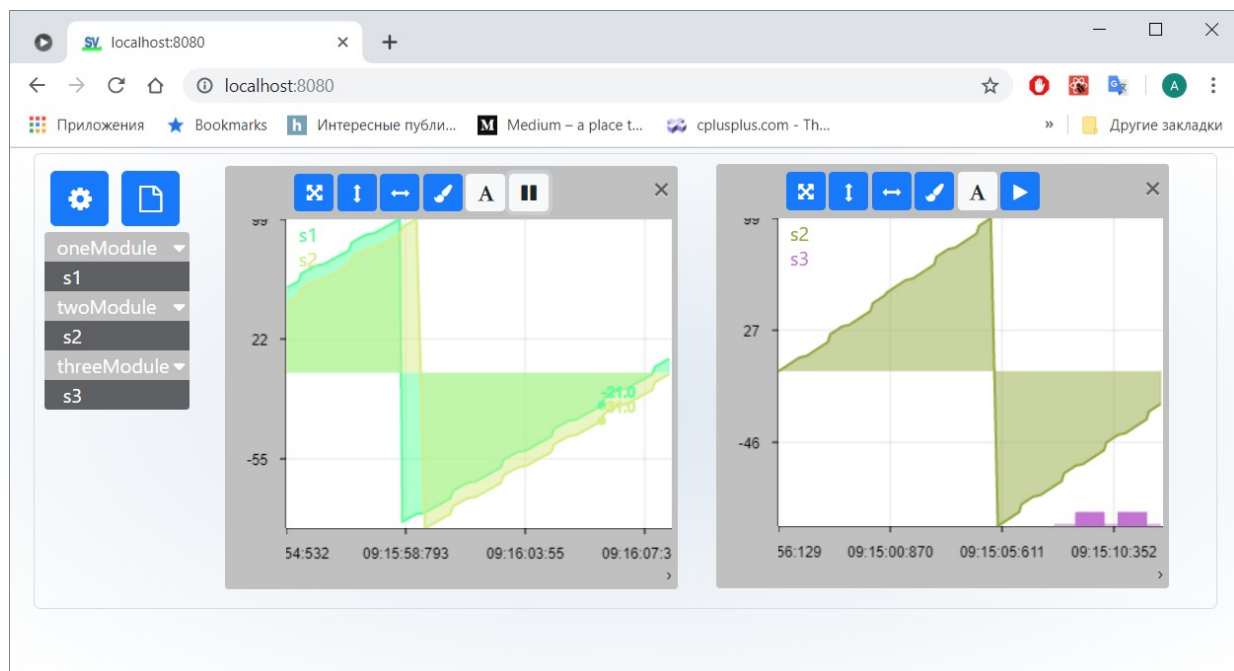 SV localhost:8080
localhost:8080
A
Приложения Bookmarks h Интересные публи... M Medium – a place t... cplusplus.com - Th... » Другие закладки
oneModule
s1
twoModule
s2
threeModule
s3
A
99
s1
s2
22
-21.0
-55
54:532 09:15:58:793 09:16:03:55 09:16:07:3
A
99
s2
s3
27
-46
56:129 09:15:00:870 09:15:05:611 09:15:10:352